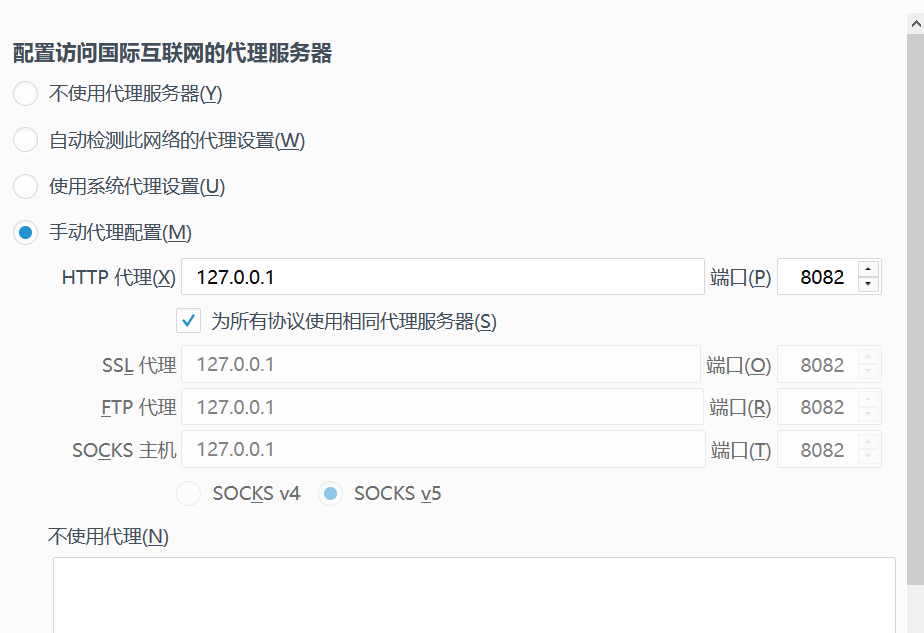 配置访问国际互联网的代理服务器
不使用代理服务器(Y)
自动检测此网络的代理设置(W)
使用系统代理设置(U)
手动代理配置(M)
HTTP 代理(X) 127.0.0.1 端口(P) 8082
为所有协议使用相同代理服务器(S)
SSL 代理 127.0.0.1 端口(O) 8082
FTP 代理 127.0.0.1 端口(R) 8082
SOCKS 主机 127.0.0.1 端口(T) 8082
SOCKS v4 SOCKS v5
不使用代理(N)